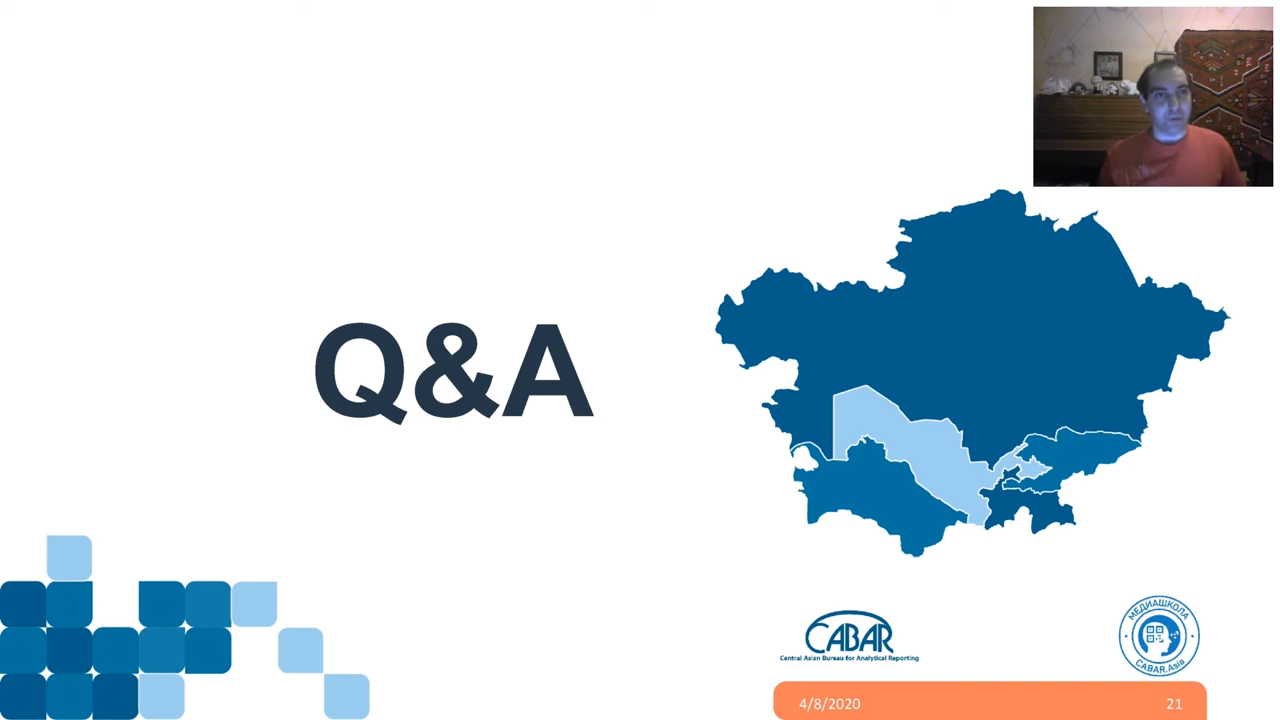 Q&A
CABAR
Central Asian Bureau for Analytical Reporting
МЕДИАШКОЛА
CABAR.Asia
4/8/2020
21